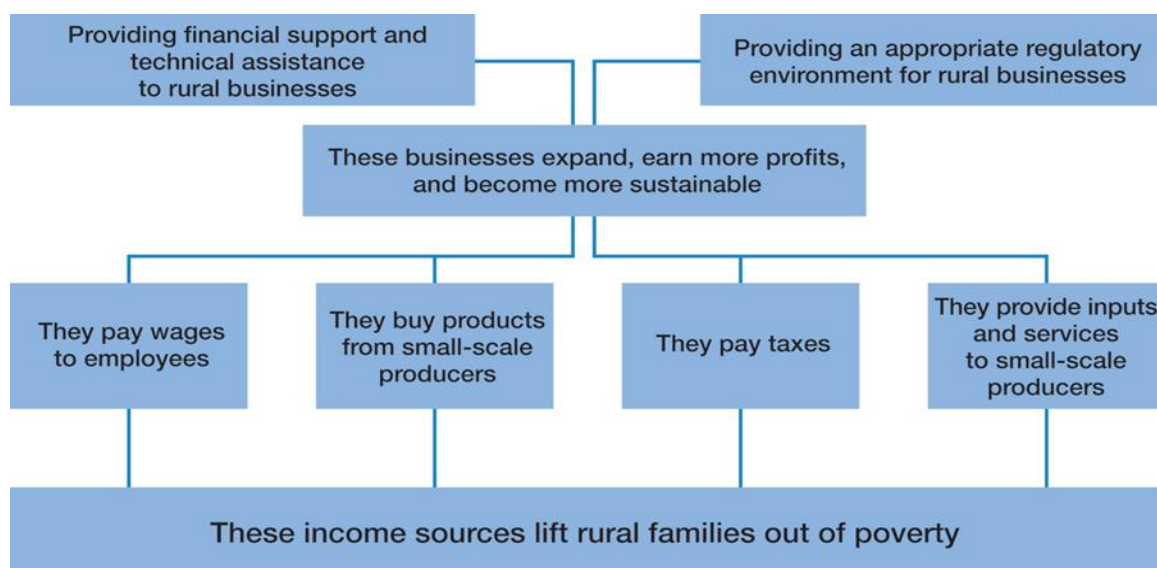 Providing financial support and
technical assistance
to rural businesses
Providing an appropriate regulatory
environment for rural businesses
These businesses expand, earn more profits,
and become more sustainable
They pay wages
to employees
They buy products
from small-scale
producers
They pay taxes
They provide inputs
and services
to small-scale
producers
These income sources lift rural families out of poverty